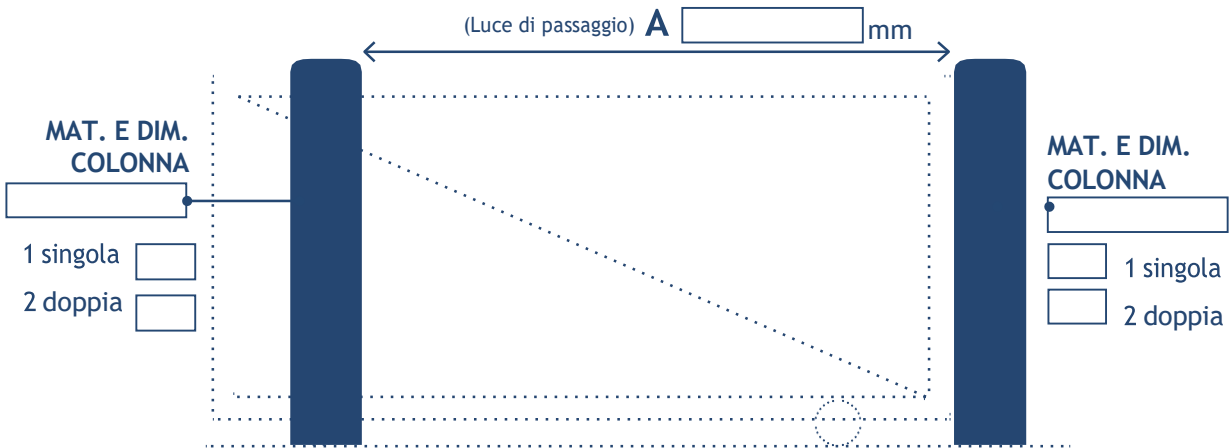 (Luce di passaggio) A mm
MAT. E DIM.
COLONNA
1 singola
2 doppia
MAT. E DIM.
COLONNA
1 singola
2 doppia